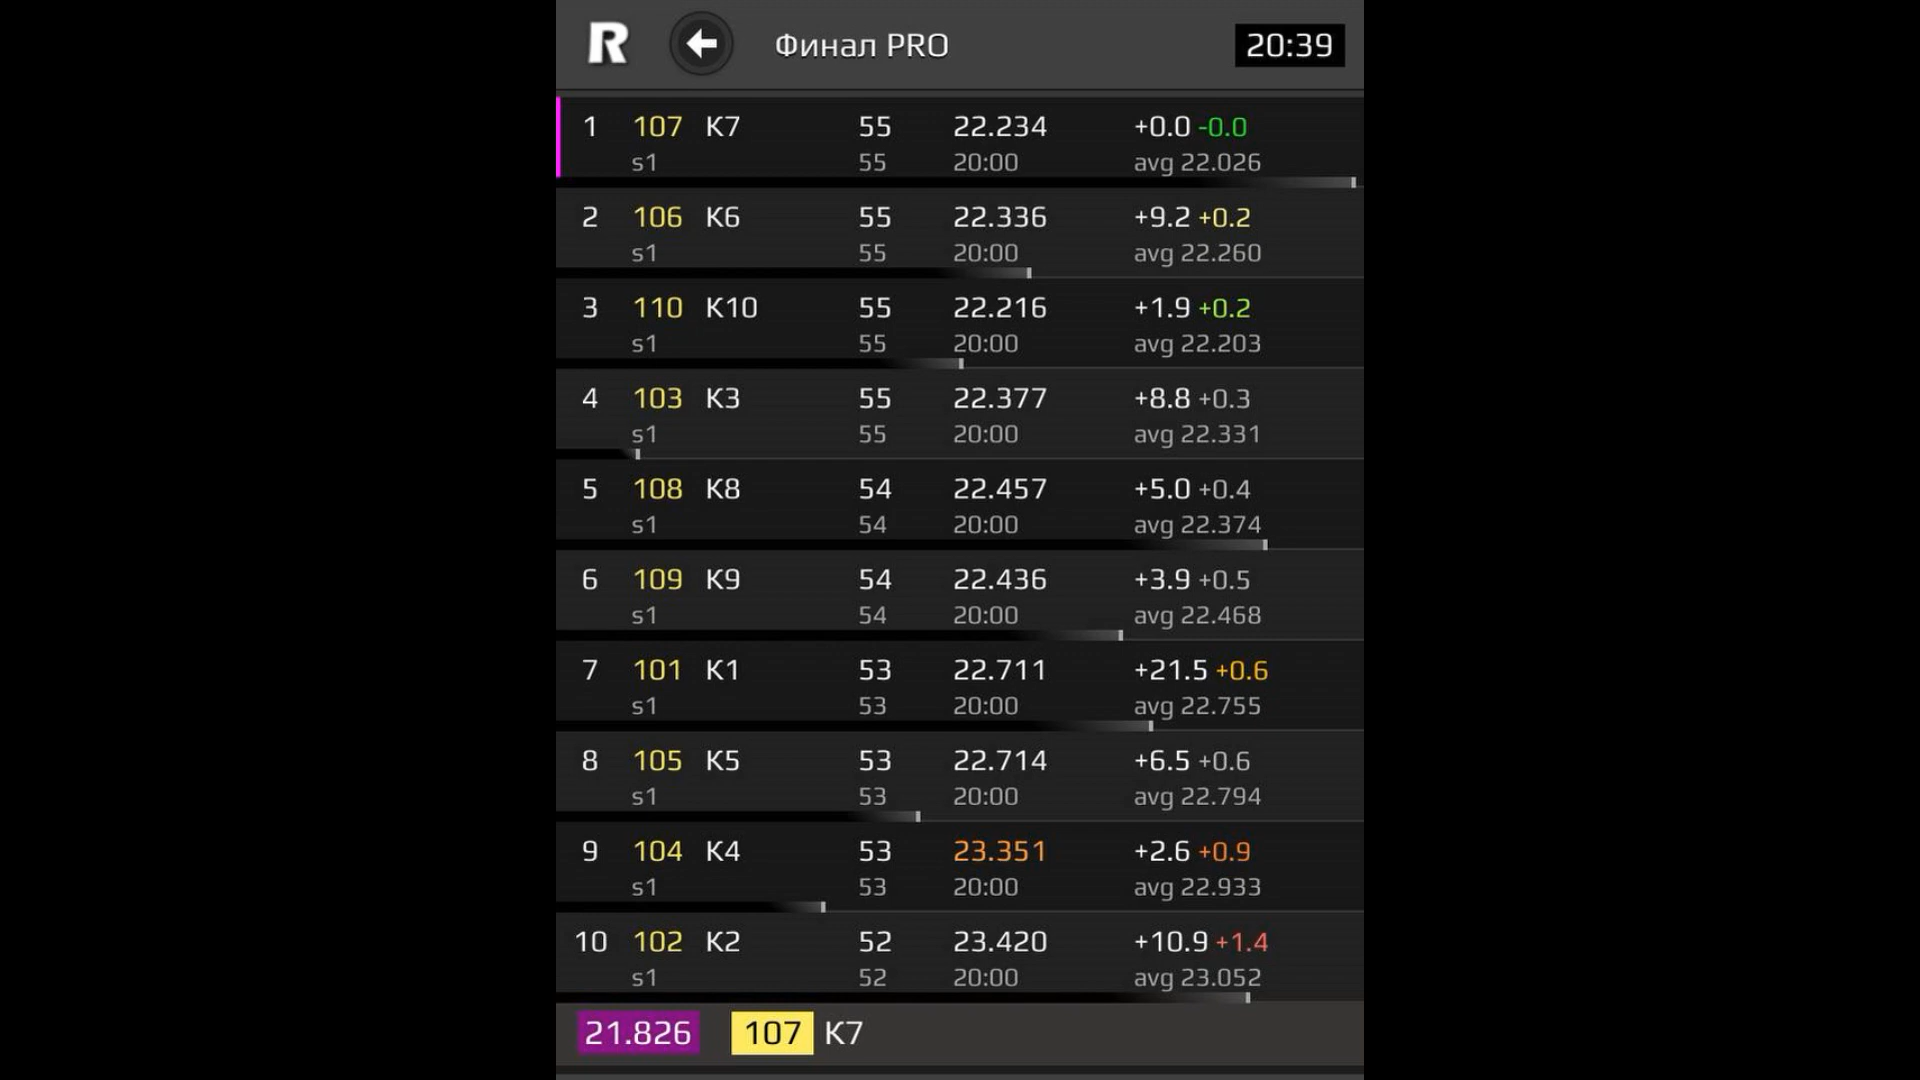 R Финал PRO 20:39
1 107 K7 55 22.234 +0.0 -0.0
s1 55 20:00 avg 22.026
2 106 K6 55 22.336 +9.2 +0.2
s1 55 20:00 avg 22.260
3 110 K10 55 22.216 +1.9 +0.2
s1 55 20:00 avg 22.203
4 103 K3 55 22.377 +8.8 +0.3
s1 55 20:00 avg 22.331
5 108 K8 54 22.457 +5.0 +0.4
s1 54 20:00 avg 22.374
6 109 K9 54 22.436 +3.9 +0.5
s1 54 20:00 avg 22.468
7 101 K1 53 22.711 +21.5 +0.6
s1 53 20:00 avg 22.755
8 105 K5 53 22.714 +6.5 +0.6
s1 53 20:00 avg 22.794
9 104 K4 53 23.351 +2.6 +0.9
s1 53 20:00 avg 22.933
10 102 K2 52 23.420 +10.9 +1.4
s1 52 20:00 avg 23.052
21.826 107 K7